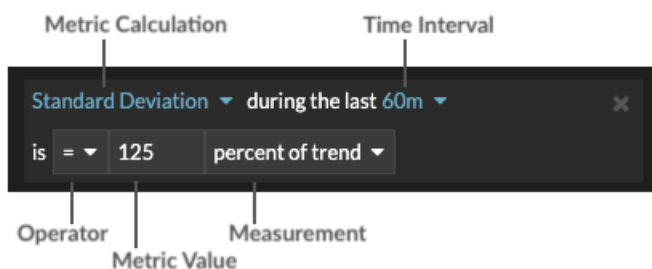 Metric Calculation Time Interval
Standard Deviation during the last 60m
is = 125 percent of trend
Operator Measurement
Metric Value